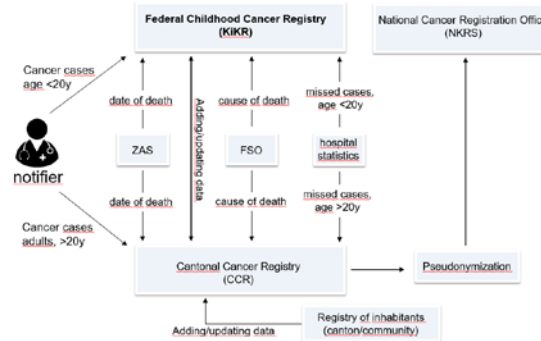 Federal Childhood Cancer Registry
(KiKR)
National Cancer Registration Offic
(NKRS)
Cancer cases
age <20y
date of death
Adding/updating data
cause of death
missed cases,
age <20y
ZAS
FSO
hospital
statistics
notifier
date of death
cause of death
missed cases,
age >20y
Cancer cases
adults, >20y
Cantonal Cancer Registry
(CCR)
Pseudonymization
Registry of inhabitants
(canton/community)
Adding/updating data